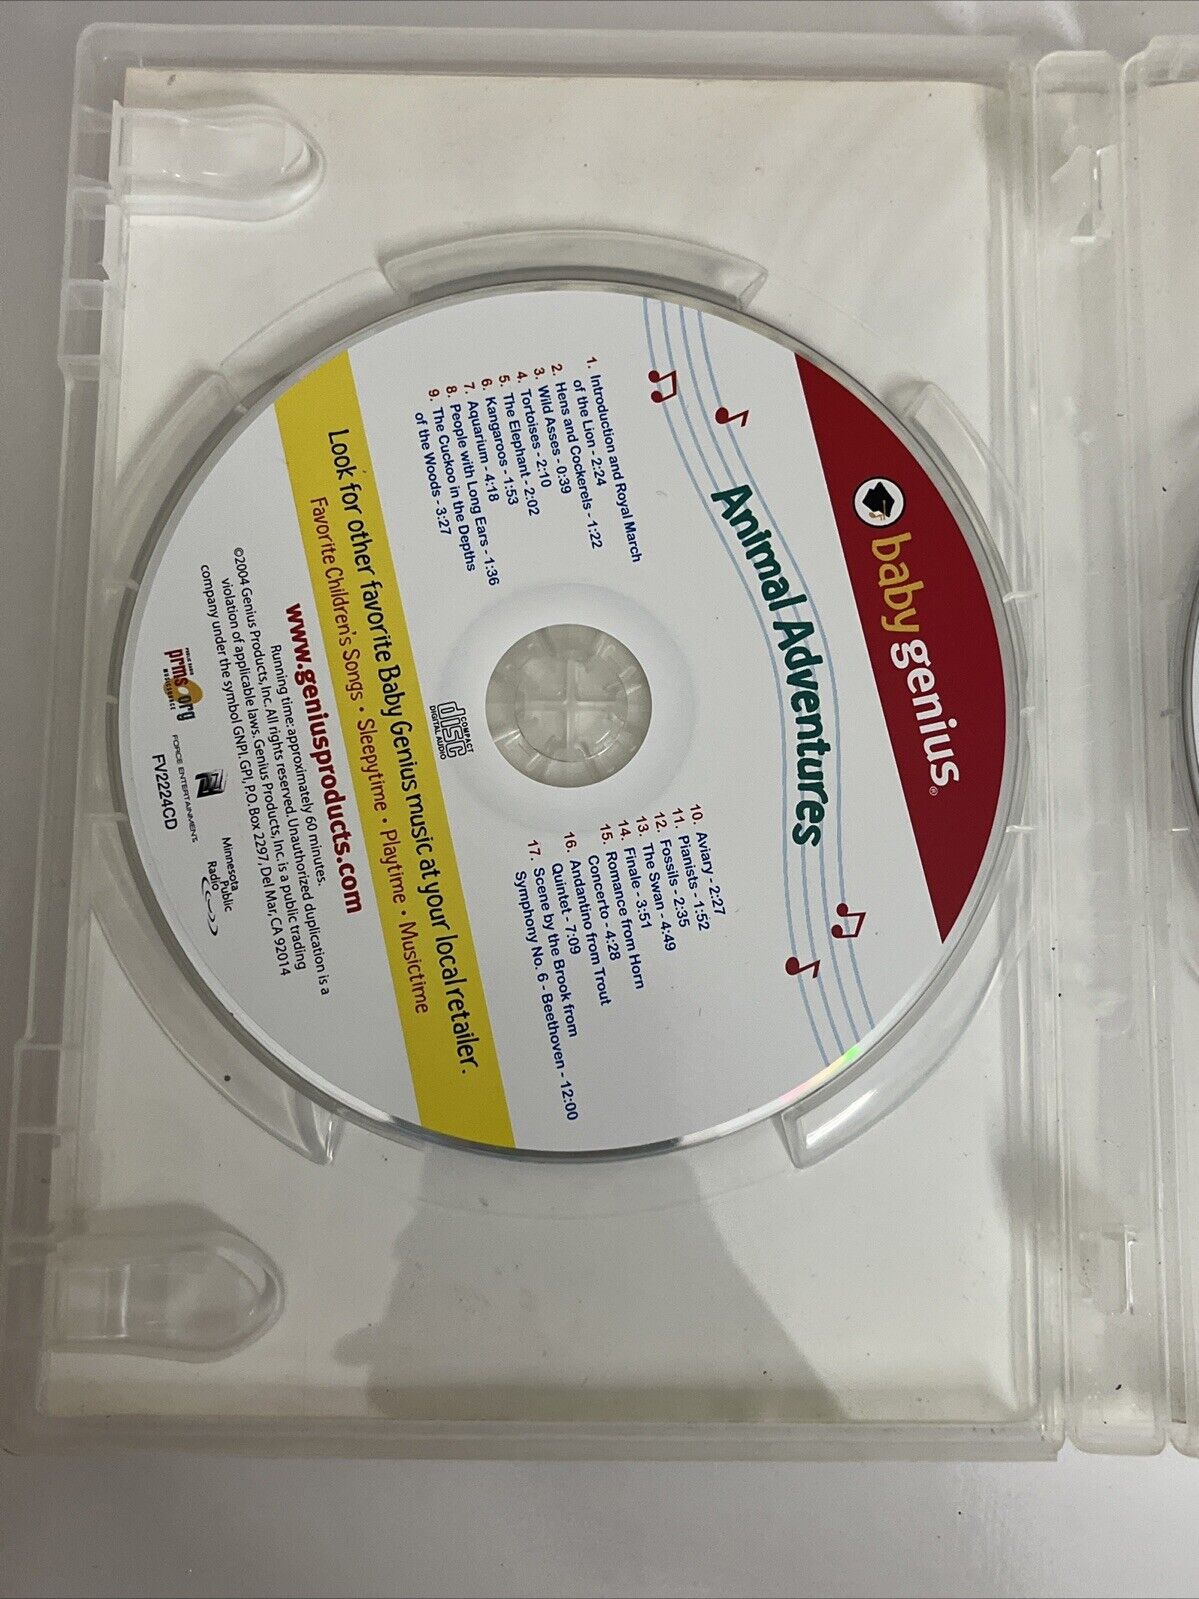 baby genius®
Animal Adventures
1. Introduction and Royal March
of the Lion - 2:24
2. Hens and Cockerels - 1:22
3. Wild Asses - 0:39
4. Tortoises - 2:10
5. The Elephant - 2:02
6. Kangaroos - 1:53
7. Aquarium - 4:18
8. People with Long Ears - 1:36
9. The Cuckoo in the Depths
of the Woods - 3:27
10. Aviary - 2:27
11. Pianists - 1:52
12. Fossils - 2:35
13. The Swan - 4:49
14. Finale - 3:51
15. Romance from Horn
Concerto - 4:28
16. Andantino from Trout
Quintet - 7:09
17. Scene by the Brook from
Symphony No. 6 - Beethoven - 12:00
COMPACT
disc
DIGITAL AUDIO
Look for other favorite Baby Genius music at your local retailer.
Favorite Children's Songs • Sleepytime • Playtime • Musictime
www.geniusproducts.com
Running time: approximately 60 minutes.
©2004 Genius Products, Inc. All rights reserved. Unauthorized duplication is a
violation of applicable laws. Genius Products, Inc. is a public trading
company under the symbol GNPI. GPI, P.O. Box 2297, Del Mar, CA 92014
PUBLIC RADIO
prms.org
MUSIC SOURCE
FORCE ENTERTAINMENT
Minnesota
Public
Radio
FV2224CD